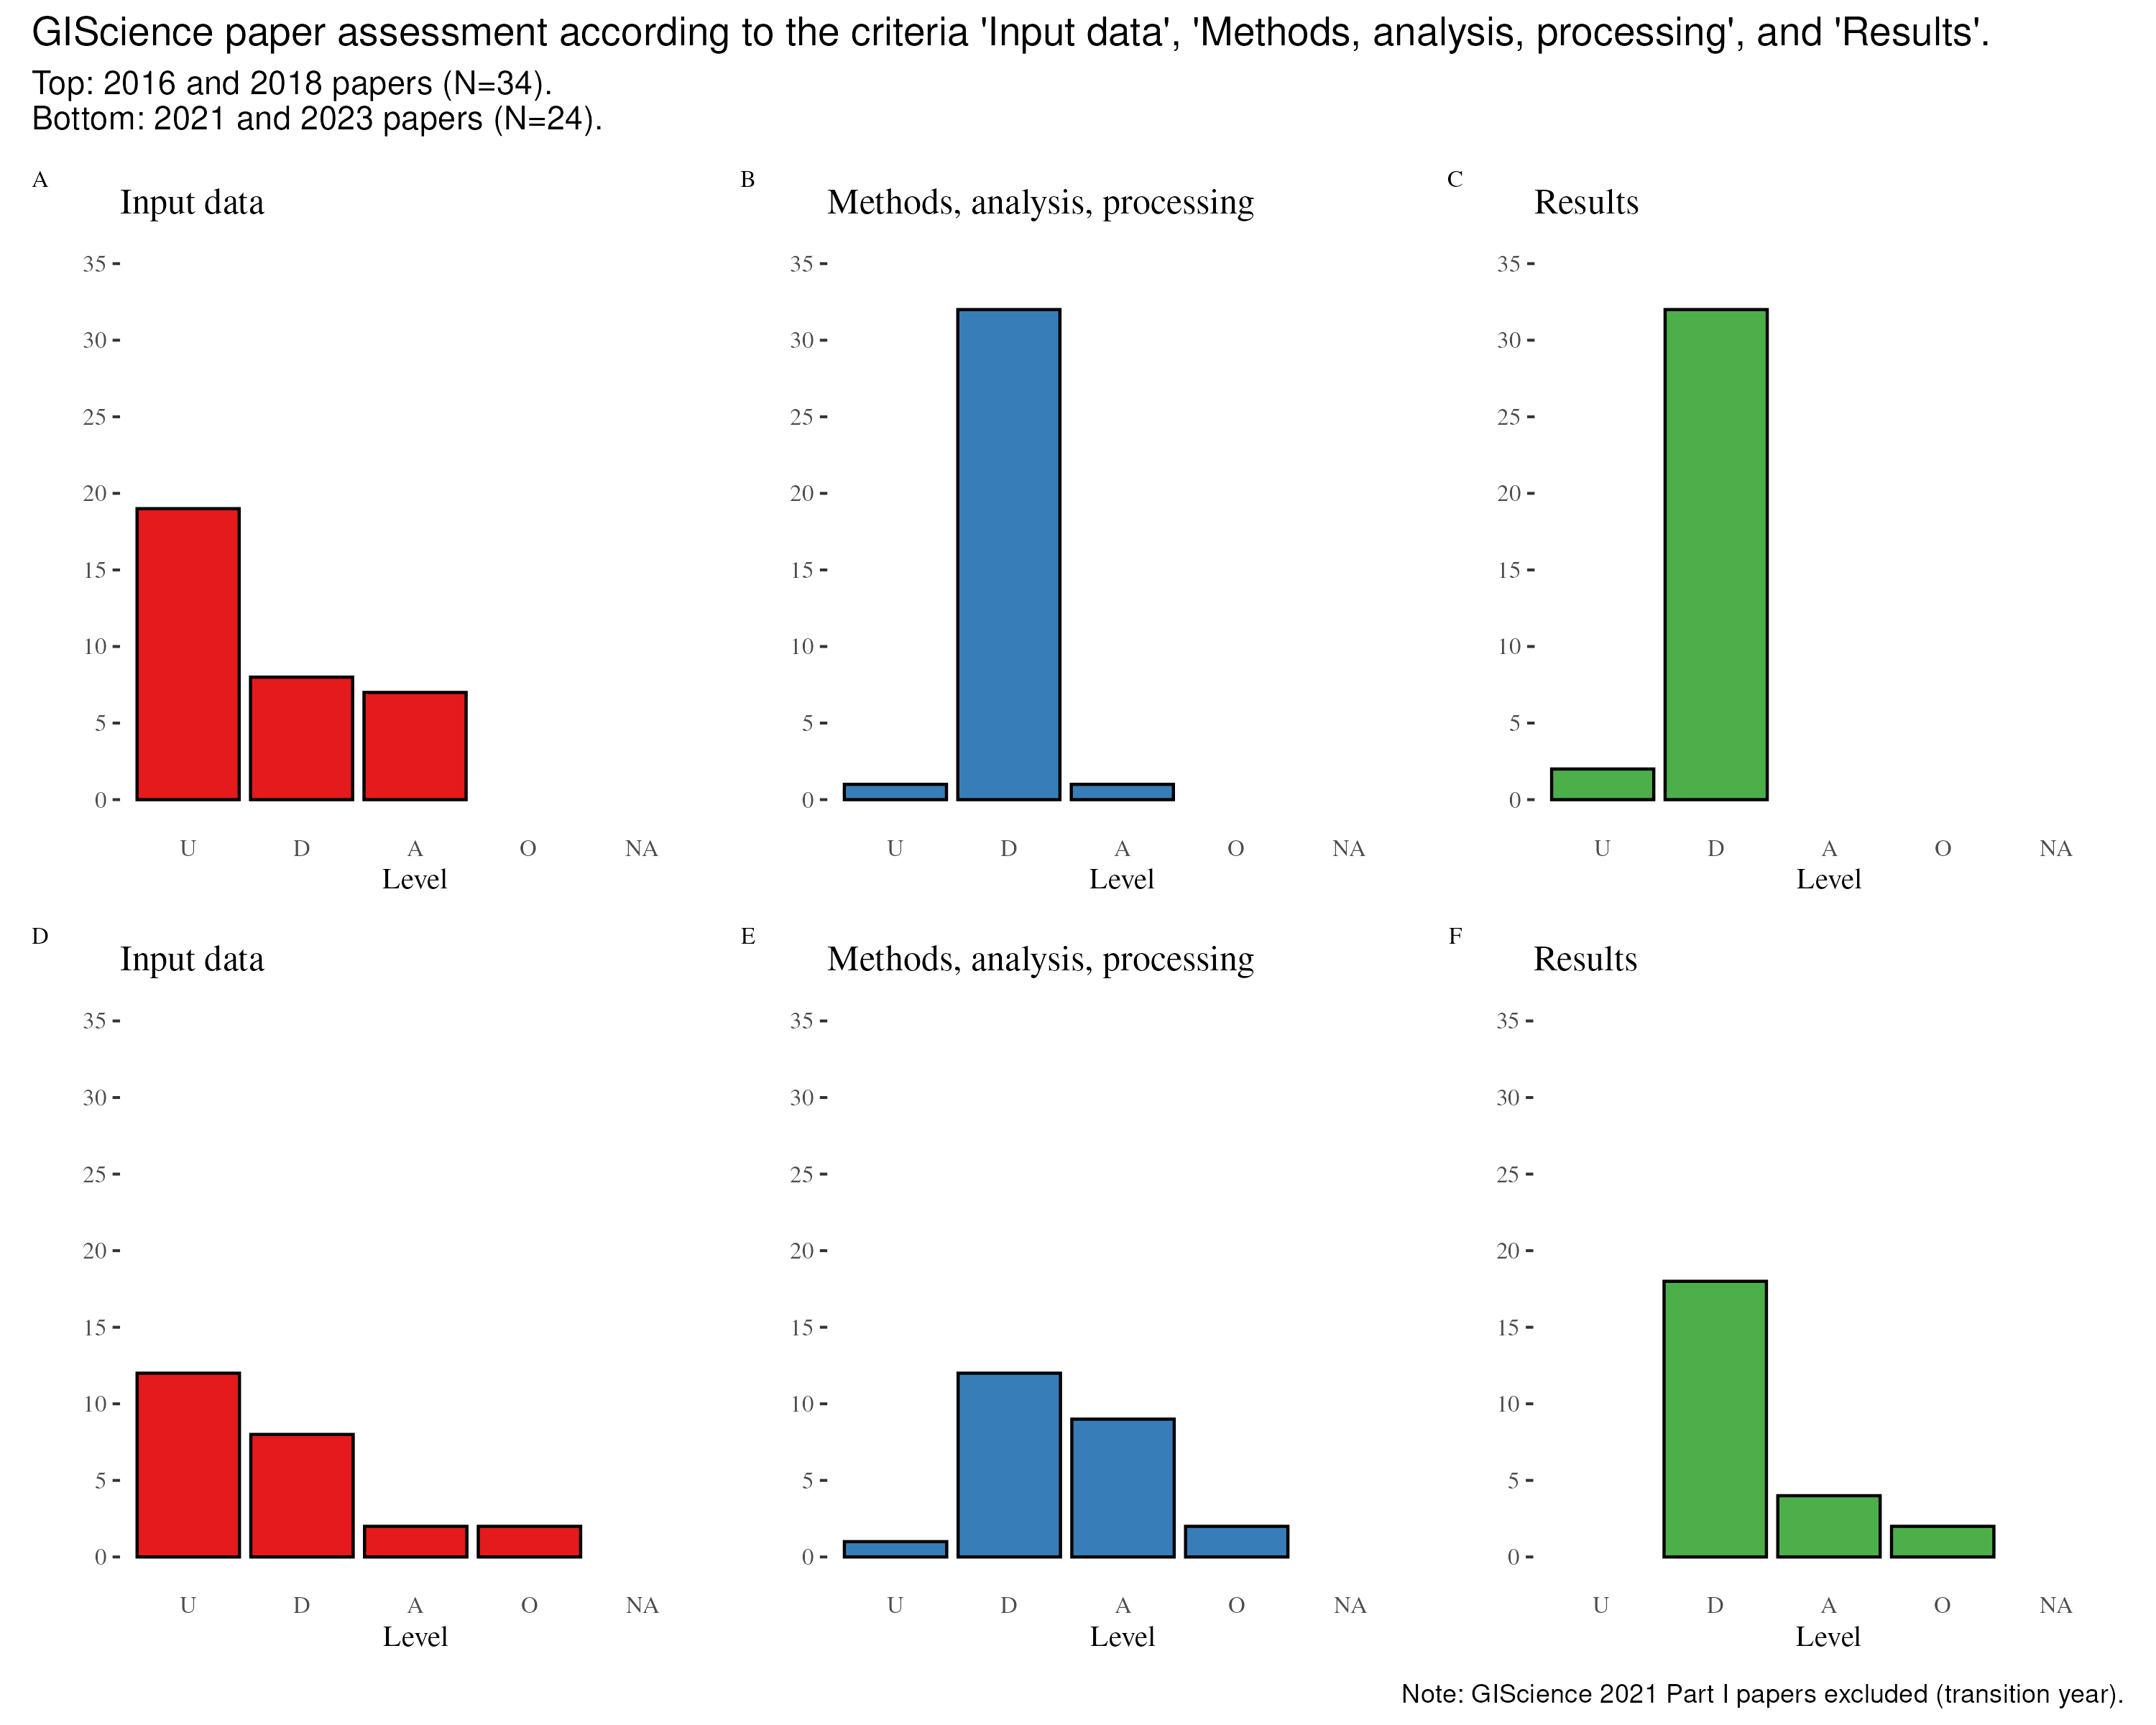 GIScience paper assessment according to the criteria 'Input data', 'Methods, analysis, processing', and 'Results'.
Top: 2016 and 2018 papers (N=34).
Bottom: 2021 and 2023 papers (N=24).
A
Input data
35
30
25
20
15
10
5
0
U D A O NA
Level
B
Methods, analysis, processing
35
30
25
20
15
10
5
0
U D A O NA
Level
C
Results
35
30
25
20
15
10
5
0
U D A O NA
Level
D
Input data
35
30
25
20
15
10
5
0
U D A O NA
Level
E
Methods, analysis, processing
35
30
25
20
15
10
5
0
U D A O NA
Level
F
Results
35
30
25
20
15
10
5
0
U D A O NA
Level
Note: GIScience 2021 Part I papers excluded (transition year).